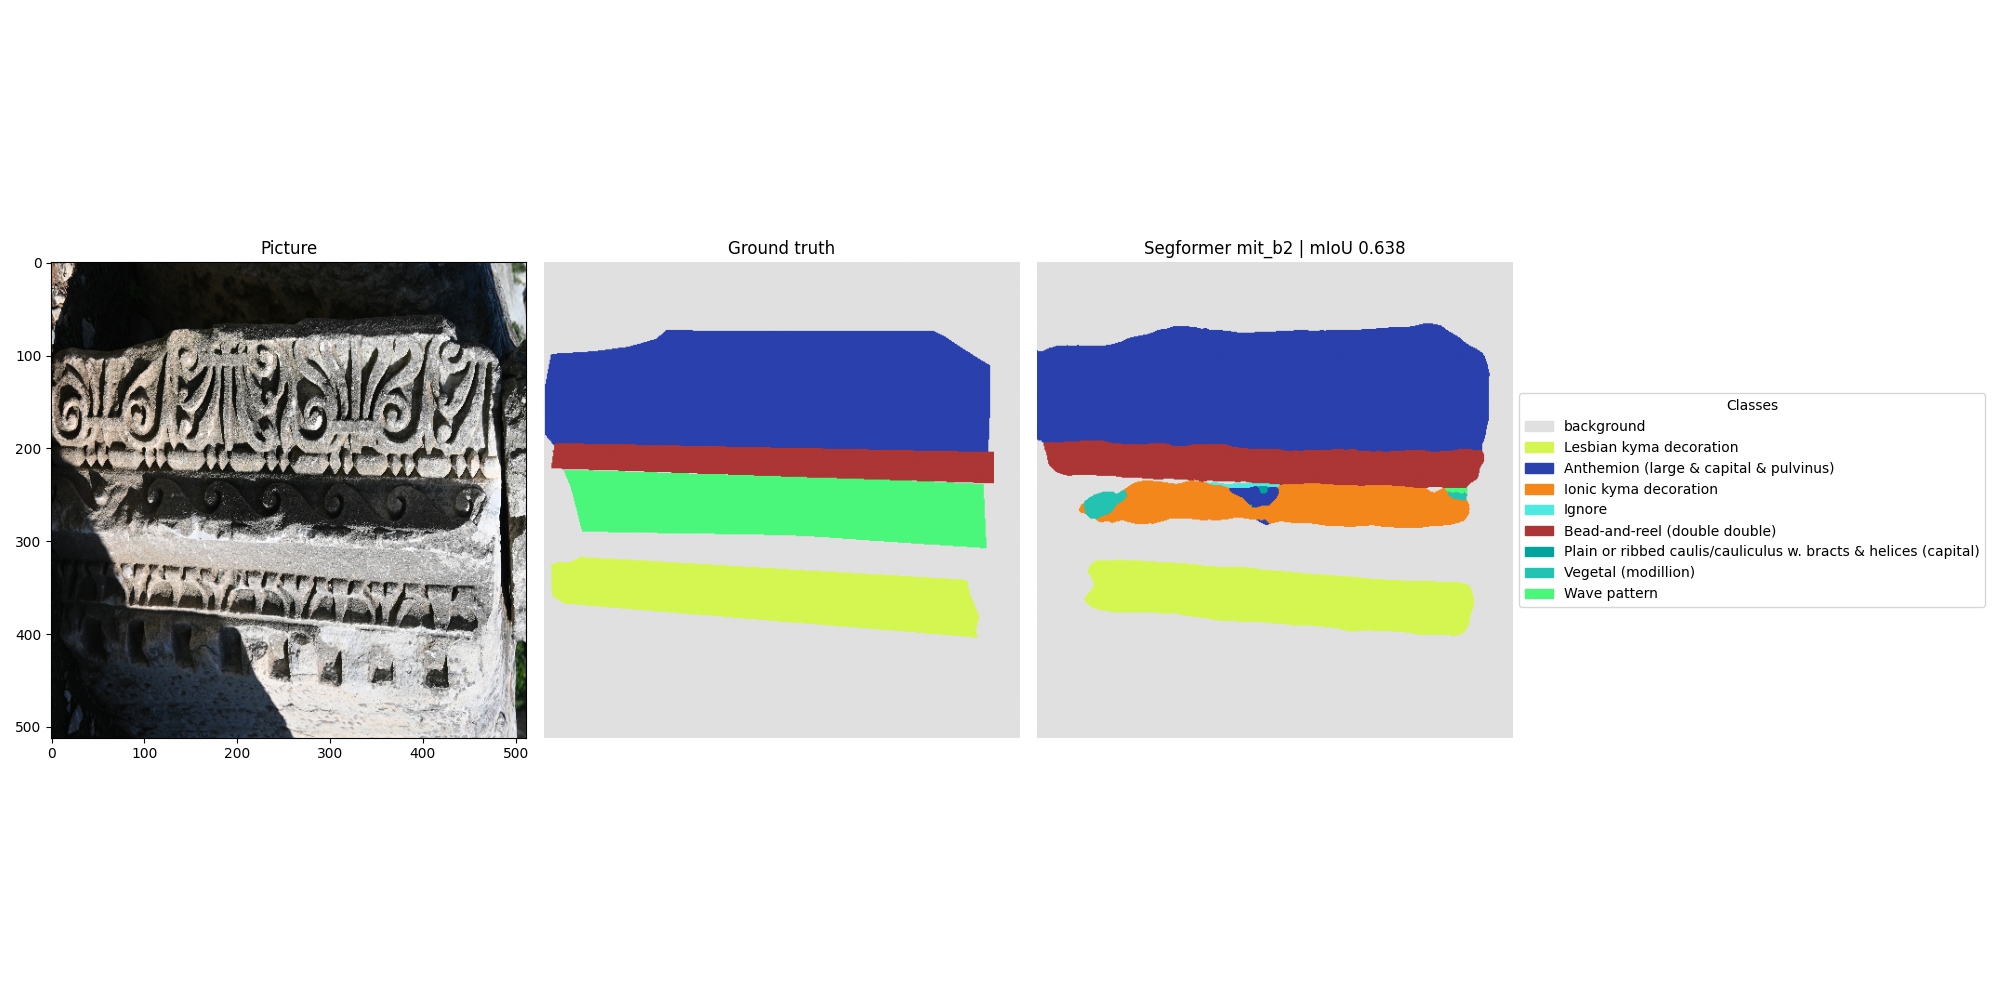 Picture
Ground truth
Segformer mit_b2 | mIoU 0.638
0
100
200
300
400
500
0
100
200
300
400
500
Classes
background
Lesbian kyma decoration
Anthemion (large & capital & pulvinus)
Ionic kyma decoration
Ignore
Bead-and-reel (double double)
Plain or ribbed caulis/cauliculus w. bracts & helices (capital)
Vegetal (modillion)
Wave pattern